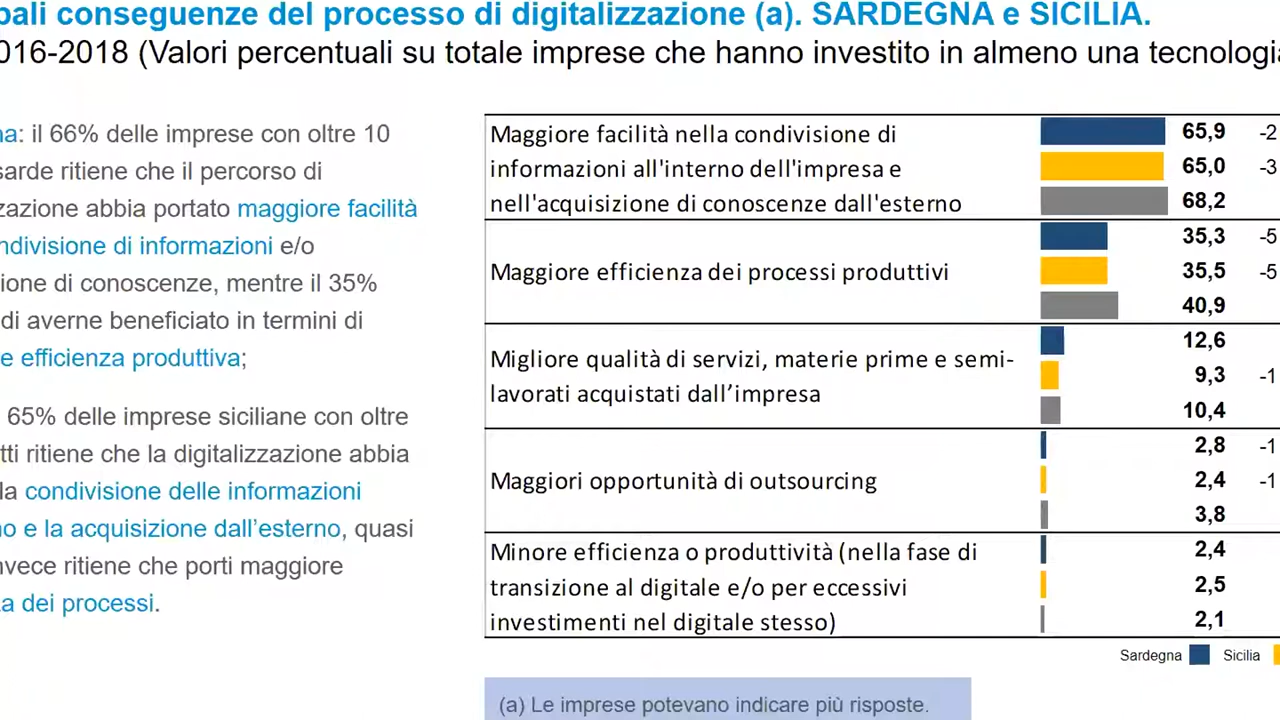 pali conseguenze del processo di digitalizzazione (a). SARDEGNA e SICILIA.
016-2018 (Valori percentuali su totale imprese che hanno investito in almeno una tecnologia
na: il 66% delle imprese con oltre 10
sarde ritiene che il percorso di
zzazione abbia portato maggiore facilità
ndivisione di informazioni e/o
ione di conoscenze, mentre il 35%
di averne beneficiato in termini di
e efficienza produttiva;
65% delle imprese siciliane con oltre
tti ritiene che la digitalizzazione abbia
la condivisione delle informazioni
no e la acquisizione dall'esterno, quasi
nvece ritiene che porti maggiore
za dei processi.
Maggiore facilità nella condivisione di
informazioni all'interno dell'impresa e
nell'acquisizione di conoscenze dall'esterno
65,9 -2
65,0 -3
68,2
Maggiore efficienza dei processi produttivi
35,3 -5
35,5 -5
40,9
Migliore qualità di servizi, materie prime e semi-
lavorati acquistati dall’impresa
12,6
9,3 -1
10,4
Maggiori opportunità di outsourcing
2,8 -1
2,4 -1
3,8
Minore efficienza o produttività (nella fase di
transizione al digitale e/o per eccessivi
investimenti nel digitale stesso)
2,4
2,5
2,1
Sardegna Sicilia
(a) Le imprese potevano indicare più risposte.